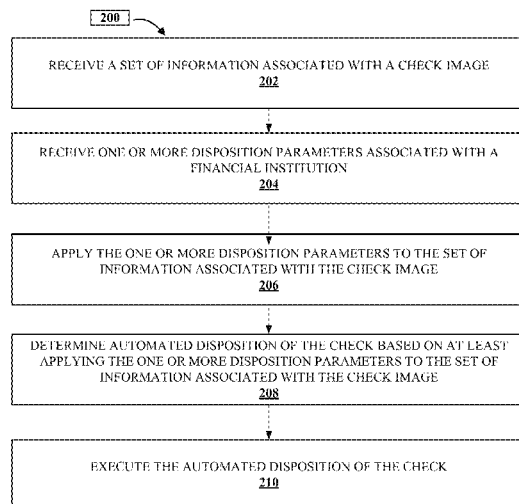 200
RECEIVE A SET OF INFORMATION ASSOCIATED WITH A CHECK IMAGE
202
RECEIVE ONE OR MORE DISPOSITION PARAMETERS ASSOCIATED WITH A
FINANCIAL INSTITUTION
204
APPLY THE ONE OR MORE DISPOSITION PARAMETERS TO THE SET OF
INFORMATION ASSOCIATED WITH THE CHECK IMAGE
206
DETERMINE AUTOMATED DISPOSITION OF THE CHECK BASED ON AT LEAST
APPLYING THE ONE OR MORE DISPOSITION PARAMETERS TO THE SET OF
INFORMATION ASSOCIATED WITH THE CHECK IMAGE
208
EXECUTE THE AUTOMATED DISPOSITION OF THE CHECK
210